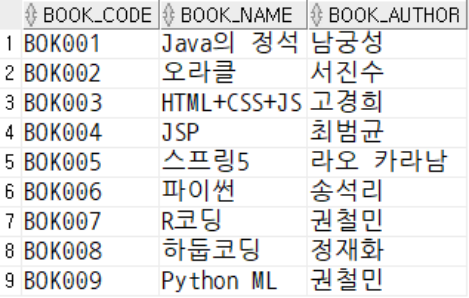 BOOK_CODE BOOK_NAME BOOK_AUTHOR
1 BOK001 Java의 정석 남궁성
2 BOK002 오라클 서진수
3 BOK003 HTML+CSS+JS 고경희
4 BOK004 JSP 최범균
5 BOK005 스프링5 라오 카라남
6 BOK006 파이썬 송석리
7 BOK007 R코딩 권철민
8 BOK008 하둡코딩 정재화
9 BOK009 Python ML 권철민